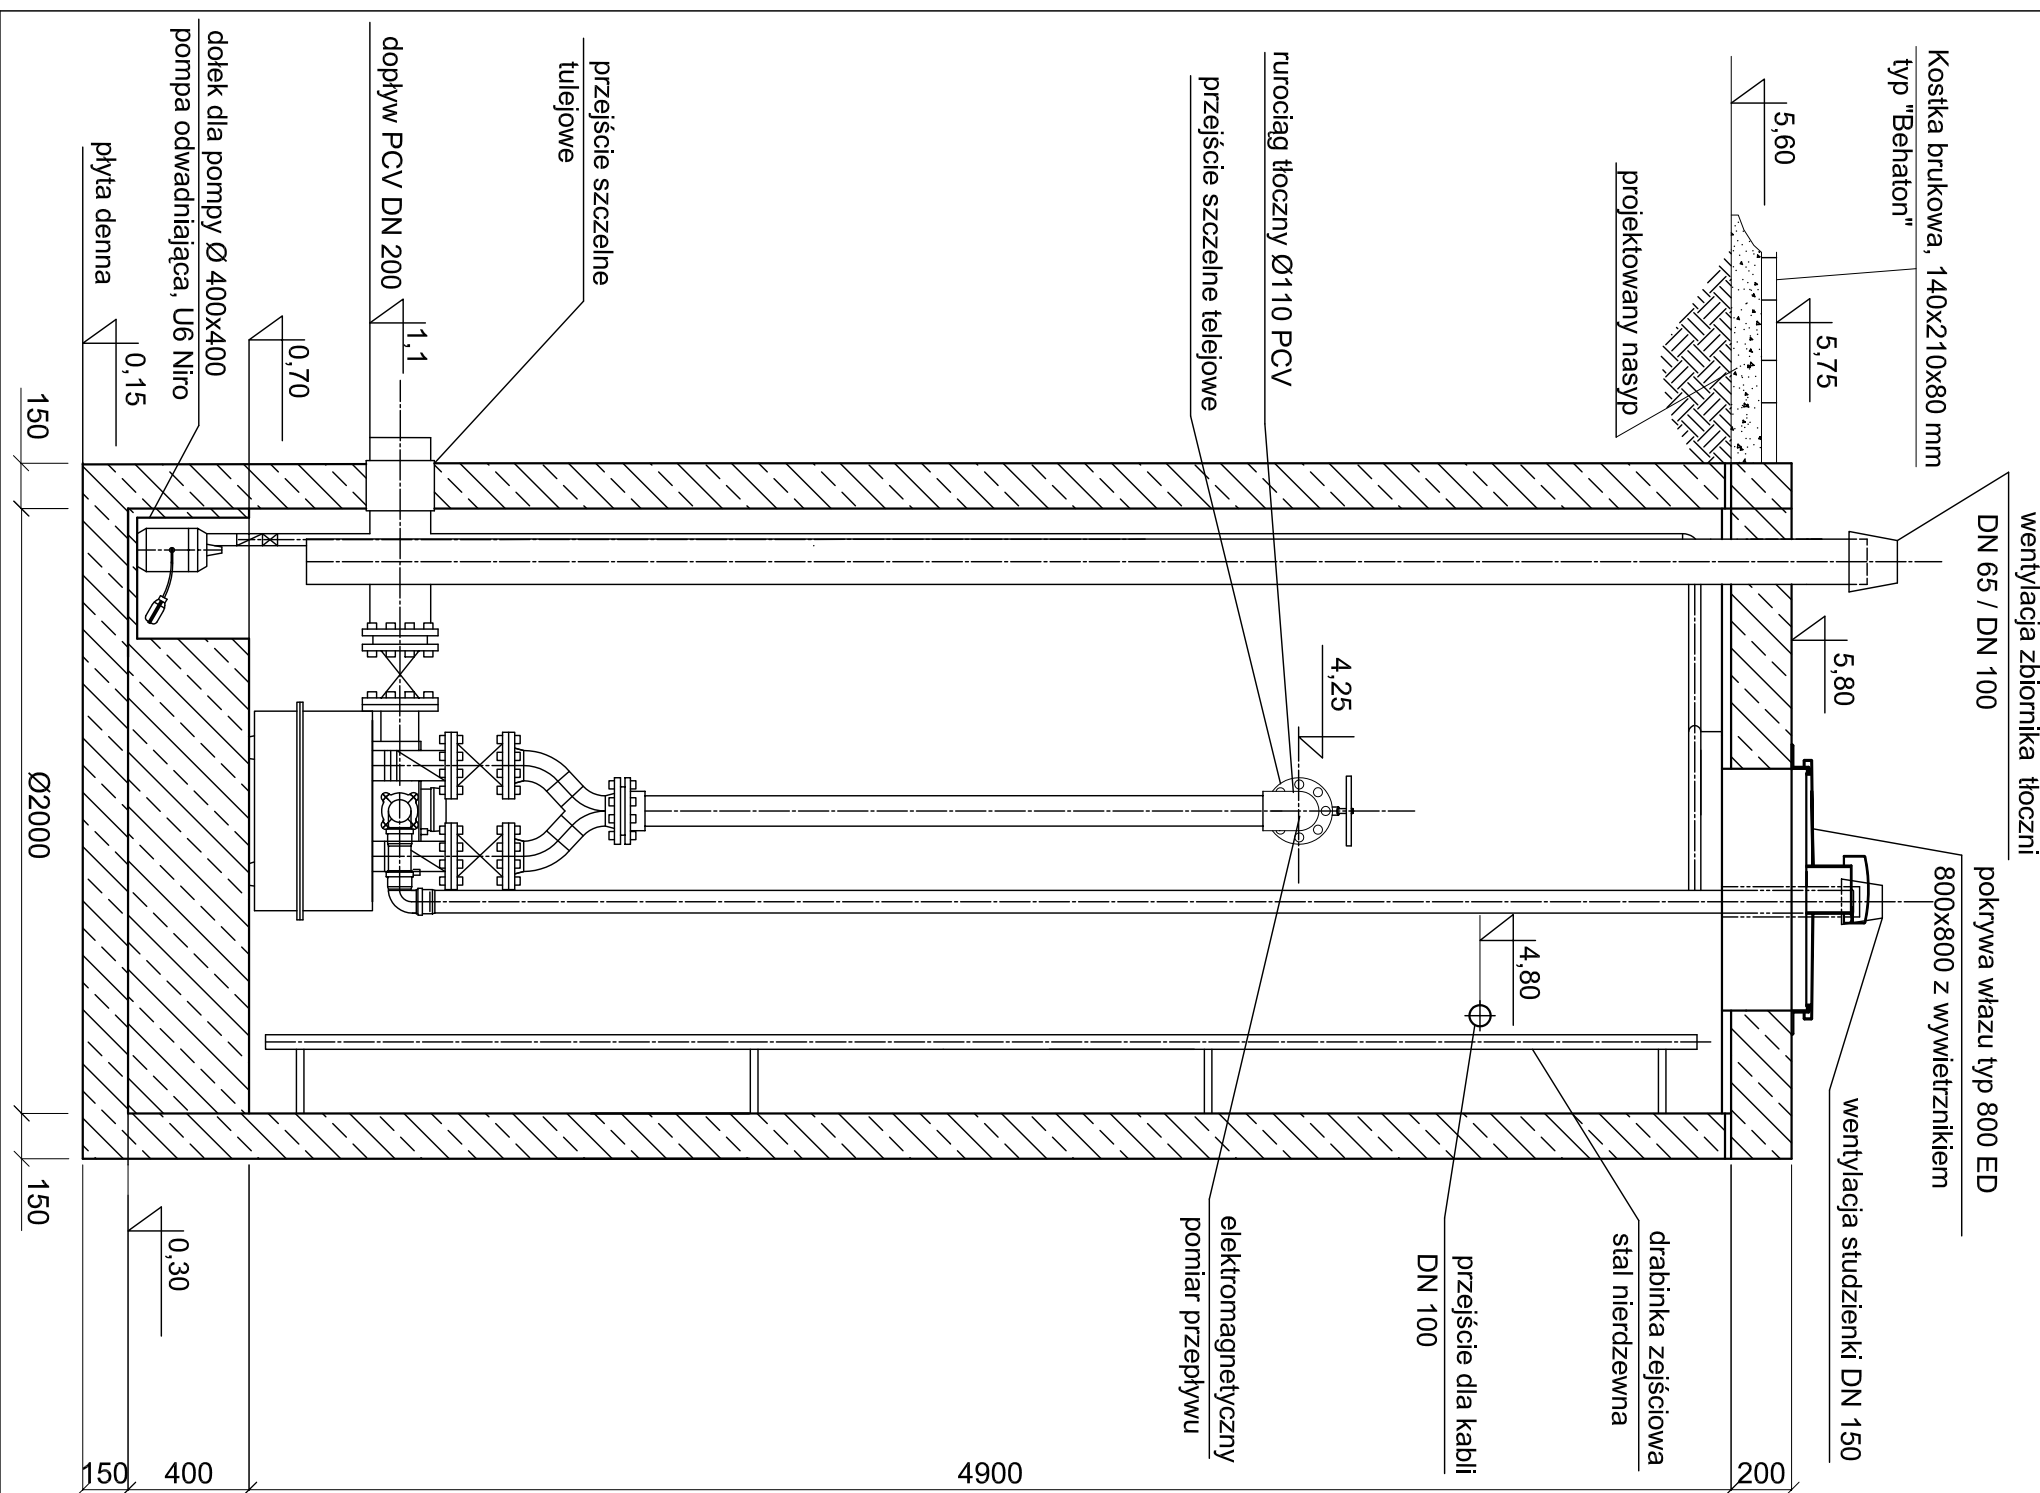 wentylacja zbiornika tłoczni
DN 65 / DN 100
Kostka brukowa, 140x210x80 mm
typ "Behaton"
5,60
5,75
5,80
projektowany nasyp
pokrywa włazu typ 800 ED
800x800 z wywietrznikiem
wentylacja studzienki DN 150
rurociąg tłoczny Ø110 PCV
przejście szczelne telejowe
4,25
4,80
drabinka zejściowa
stal nierdzewna
przejście dla kabli
DN 100
elektromagnetyczny
pomiar przepływu
przejście szczelne
tulejowe
dopływ PCV DN 200
1,1
0,70
dołek dla pompy Ø 400x400
pompa odwadniająca, U6 Niro
płyta denna
0,15
0,30
150
Ø2000
150
200
4900
400
150